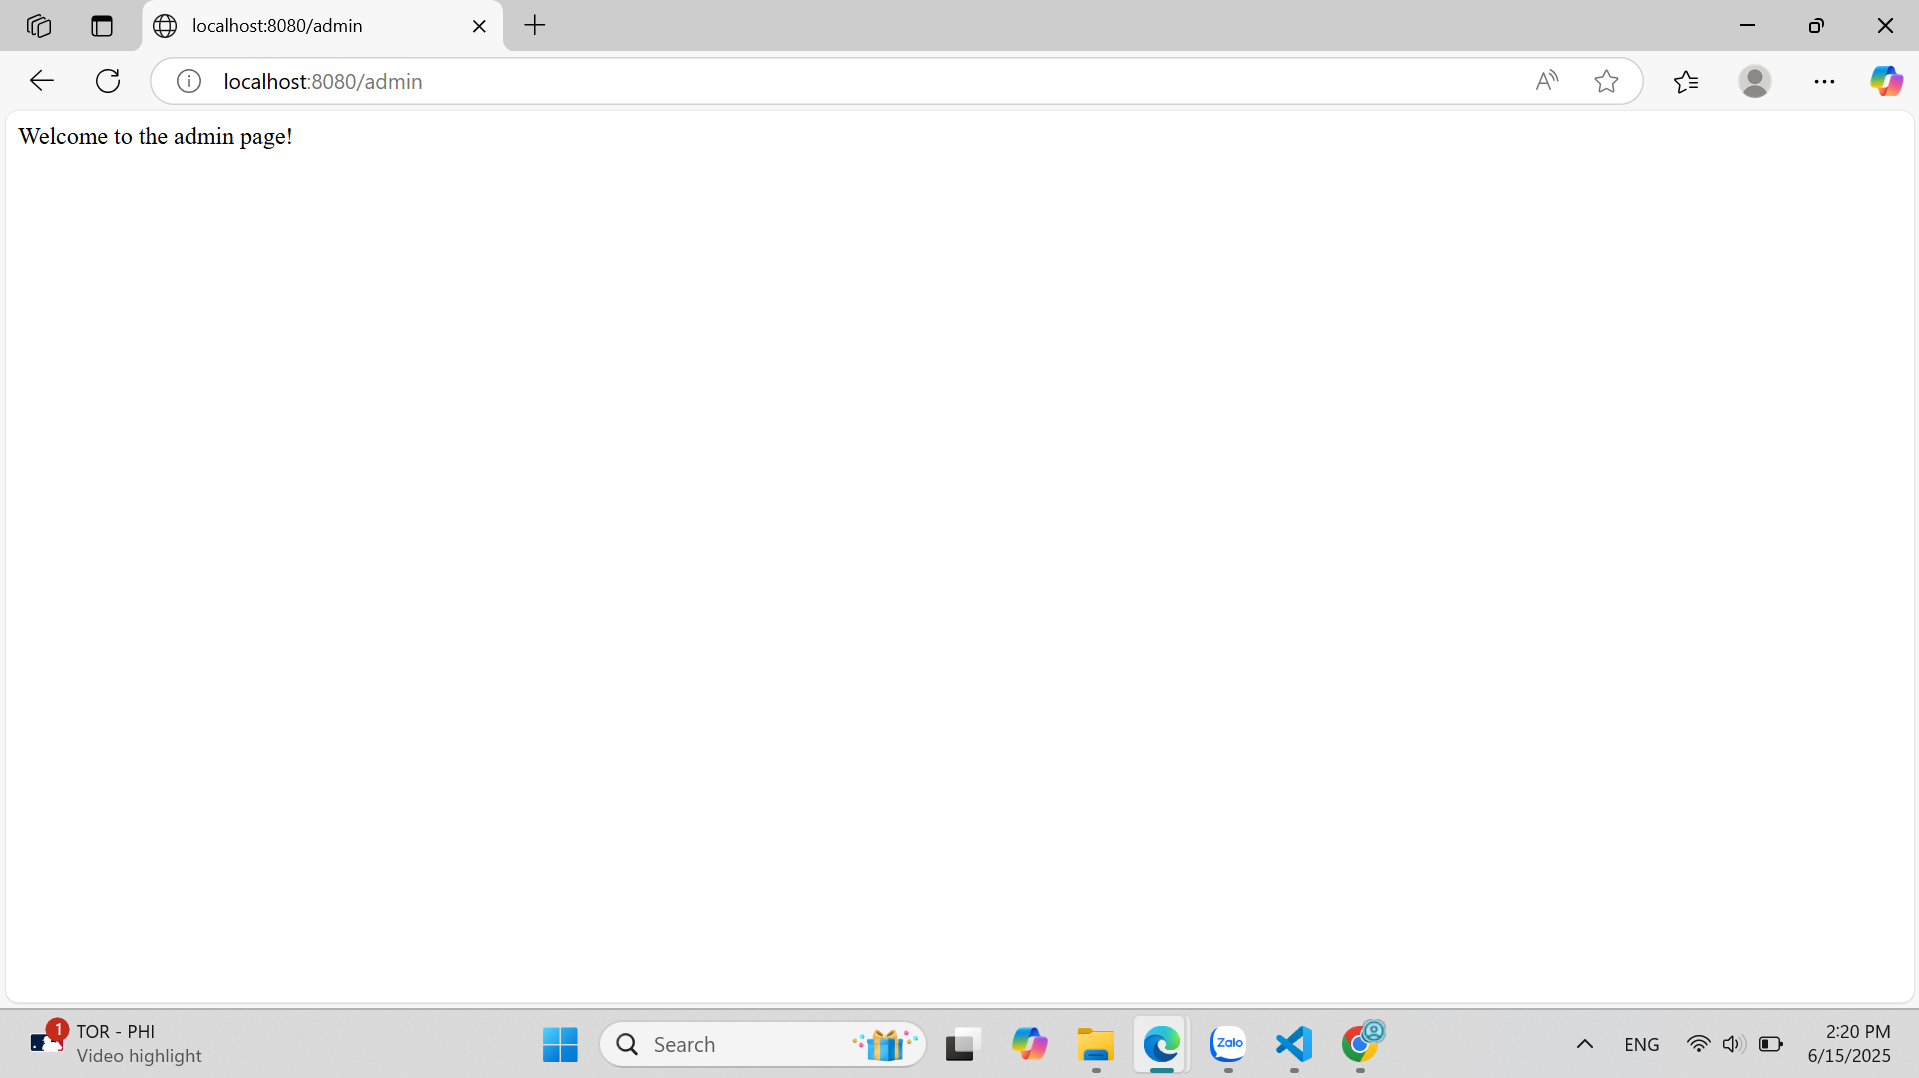 localhost:8080/admin
localhost:8080/admin
Welcome to the admin page!
1
TOR - PHI
Video highlight
Search
Zalo
ENG
2:20 PM
6/15/2025